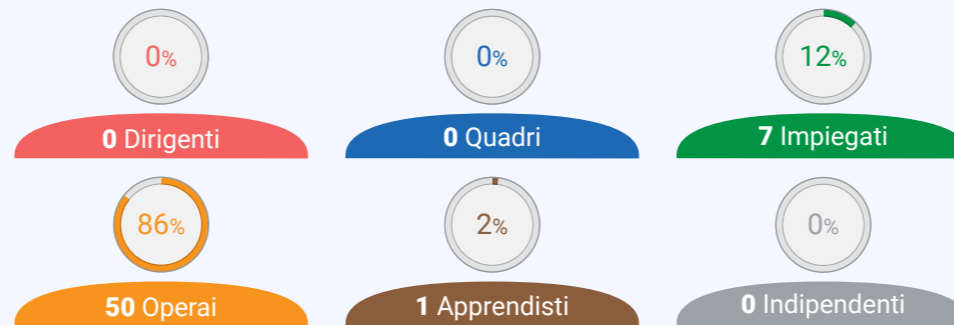 0% 0% 12%
0 Dirigenti 0 Quadri 7 Impiegati
86% 2% 0%
50 Operai 1 Apprendisti 0 Indipendenti